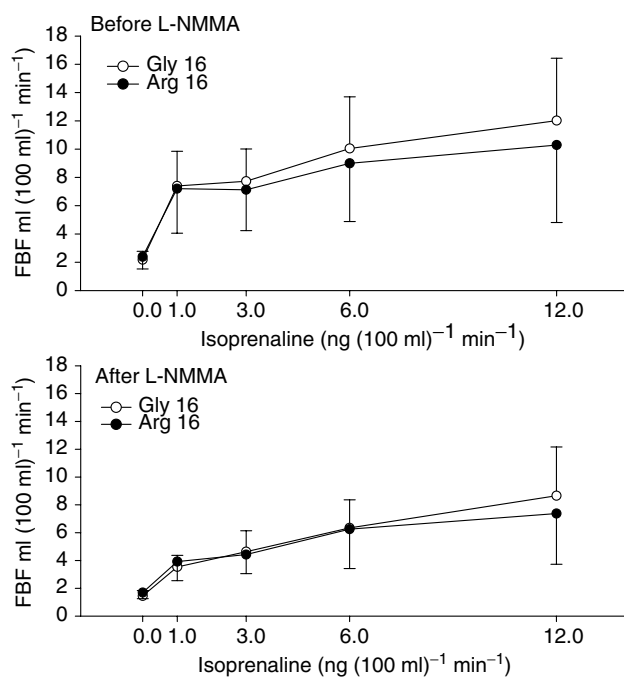 Before L-NMMA
Gly 16
Arg 16
FBF ml (100 ml)⁻¹ min⁻¹
18
16
14
12
10
8
6
4
2
0
0.0 1.0 3.0 6.0 12.0
Isoprenaline (ng (100 ml)⁻¹ min⁻¹)
After L-NMMA
Gly 16
Arg 16
FBF ml (100 ml)⁻¹ min⁻¹
18
16
14
12
10
8
6
4
2
0
0.0 1.0 3.0 6.0 12.0
Isoprenaline (ng (100 ml)⁻¹ min⁻¹)